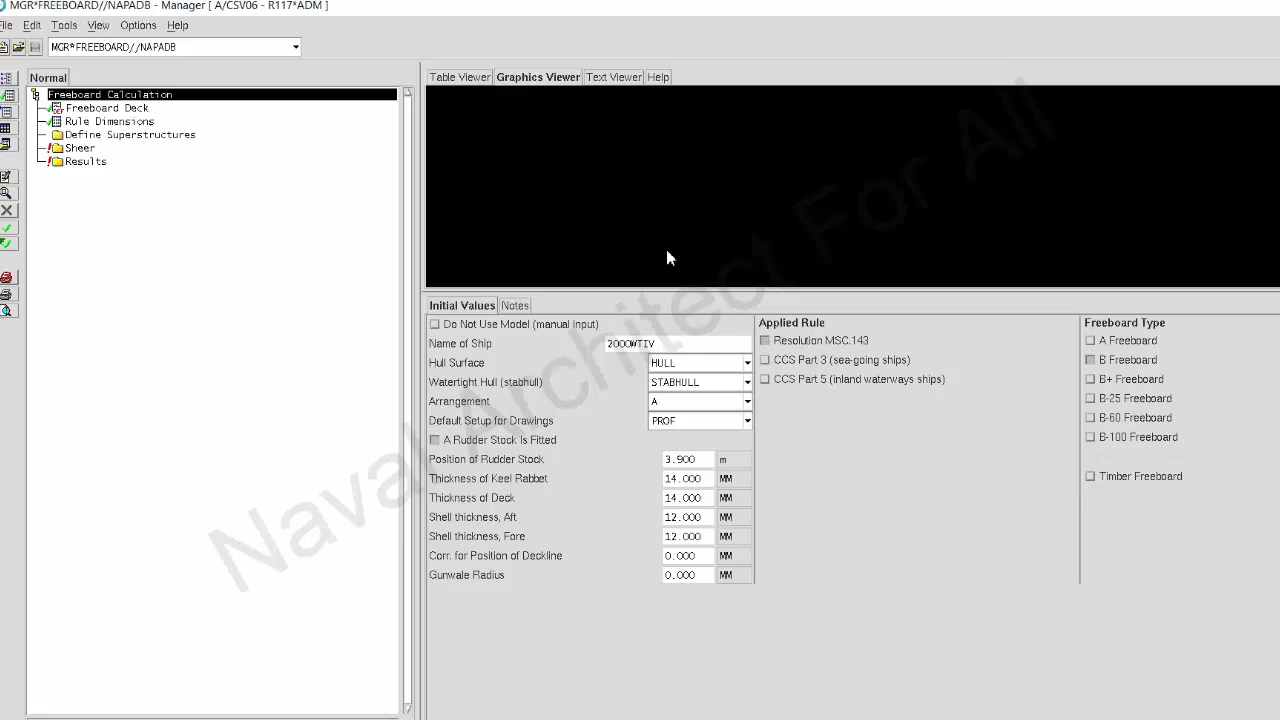 MGR*FREEBOARD//NAPADB - Manager [ A/CSV06 - R117*ADM ]
File Edit Tools View Options Help
MGR*FREEBOARD//NAPADB
Normal
Freeboard Calculation
Freeboard Deck
Rule Dimensions
Define Superstructures
Sheer
Results
Table Viewer Graphics Viewer Text Viewer Help
Initial Values Notes
Do Not Use Model (manual input)
Name of Ship 2000WTIV
Hull Surface HULL
Watertight Hull (stabhull) STABHULL
Arrangement A
Default Setup for Drawings PROF
A Rudder Stock Is Fitted
Position of Rudder Stock 3.900 m
Thickness of Keel Rabbet 14.000 MM
Thickness of Deck 14.000 MM
Shell thickness, Aft 12.000 MM
Shell thickness, Fore 12.000 MM
Corr. for Position of Deckline 0.000 MM
Gunwale Radius 0.000 MM
Applied Rule
Resolution MSC.143
CCS Part 3 (sea-going ships)
CCS Part 5 (inland waterways ships)
Freeboard Type
A Freeboard
B Freeboard
B+ Freeboard
B-25 Freeboard
B-60 Freeboard
B-100 Freeboard
Timber Freeboard
Naval Architect For All